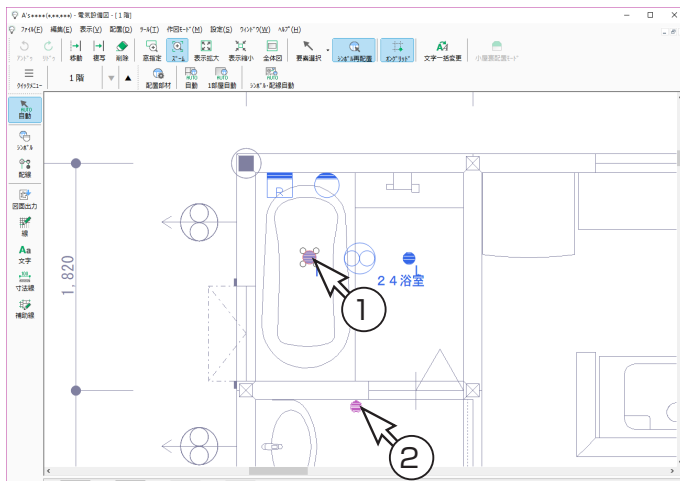 A's****(*,**,***) - 電気設備図 - [1階]
ファイル(F) 編集(E) 表示(V) 配置(D) ツール(T) 作図モード(M) 設定(S) ウインドウ(W) ヘルプ(H)
アンドゥ リドゥ 移動 複写 削除 高指定 ズーム 表示拡大 表示縮小 全体図 要素選択 シンボル再配置 オングリッド 文字一括変更 小屋裏配置モード
クイックメニュー 1階 配置部材 自動 1部屋自動 シンボル・配線自動
AUTO AUTO AUTO
AUTO
自動
シンボル
配線
図面出力
線
Aa
文字
寸法線
補助線
1,820
R
L
L
24浴室
1
2